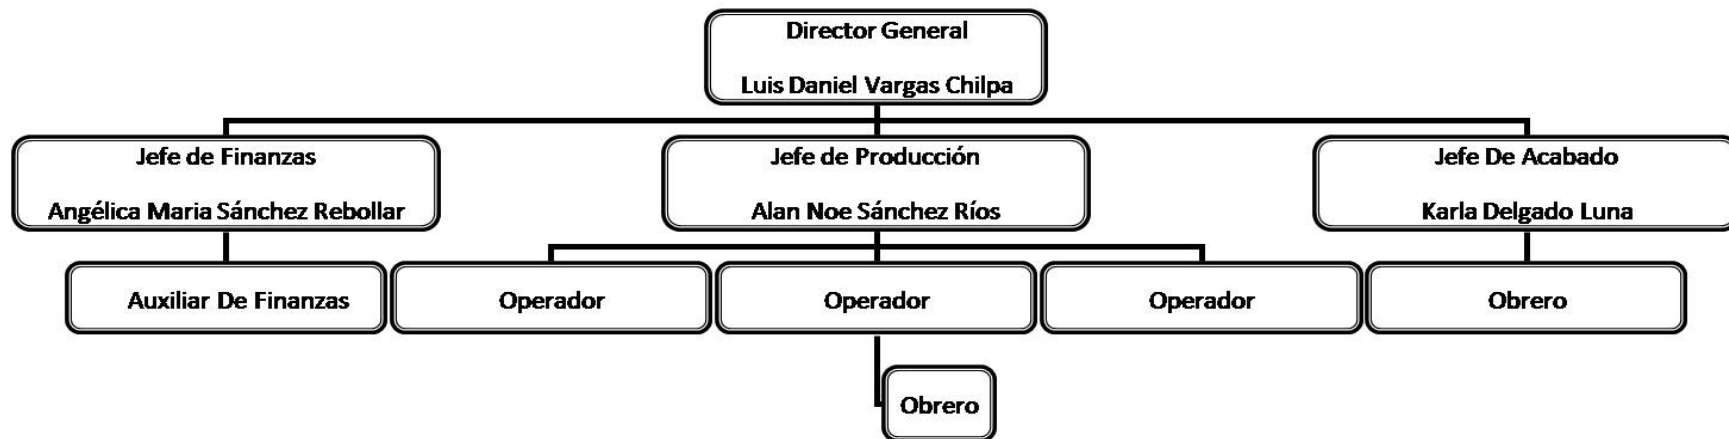 Director General
Luis Daniel Vargas Chilpa
Jefe de Finanzas
Angélica Maria Sánchez Rebollar
Jefe de Producción
Alan Noe Sánchez Ríos
Jefe De Acabado
Karla Delgado Luna
Auxiliar De Finanzas
Operador
Operador
Operador
Obrero
Obrero